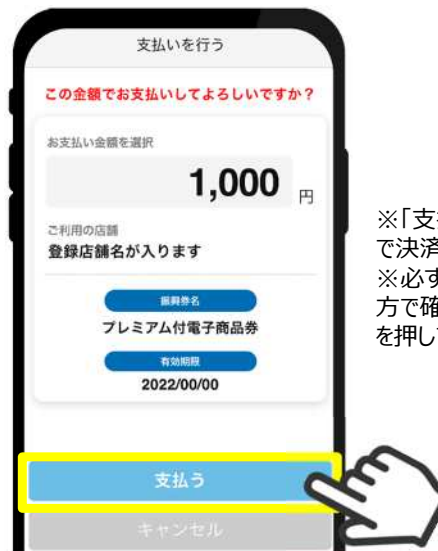 支払いを行う
この金額でお支払いしてよろしいですか？
お支払い金額を選択
1,000 円
ご利用の店舗
登録店舗名が入ります
振興券名
プレミアム付電子商品券
有効期限
2022/00/00
支払う
キャンセル
※「支
で決済
※必ず
方で確
を押して